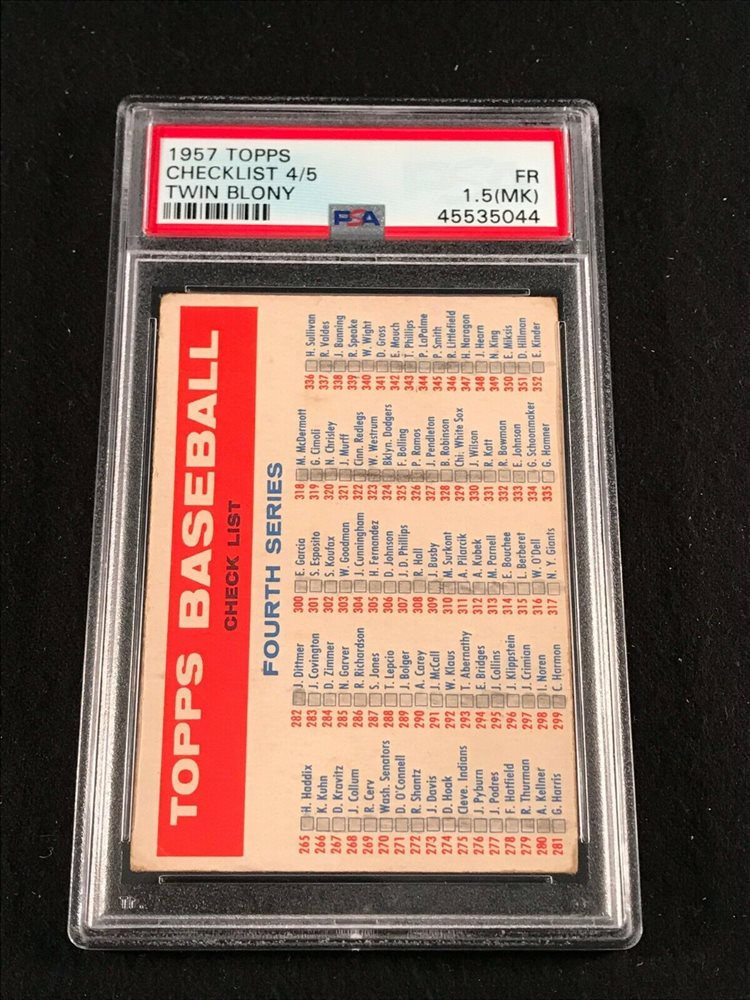 1957 TOPPS
CHECKLIST 4/5
TWIN BLONY
FR
1.5(MK)
45535044
PSA
TOPPS BASEBALL
CHECK LIST
FOURTH SERIES
265 H. Haddix
266 K. Kuhn
267 D. Kravitz
268 J. Collum
269 R. Cerv
270 Wash. Senators
271 D. O'Connell
272 R. Shantz
273 J. Davis
274 D. Hoak
275 Cleve. Indians
276 J. Pyburn
277 J. Padres
278 F. Hatfield
279 R. Thurman
280 A. Kellner
281 G. Harris
282 J. Dittmer
283 J. Covington
284 D. Zimmer
285 N. Garver
286 R. Richardson
287 S. Jones
288 T. Lepcio
289 J. Bolger
290 A. Carey
291 J. McCall
292 W. Klaus
293 T. Abernathy
294 E. Bridges
295 J. Collins
296 J. Klippstein
297 J. Crimian
298 I. Noren
299 C. Harmon
300 E. Garcia
301 S. Esposito
302 S. Koufax
303 W. Goodman
304 J. Cunningham
305 H. Fernandez
306 D. Johnson
307 J. D. Phillips
308 R. Hall
309 J. Busby
310 M. Surkont
311 A. Pilarcik
312 A. Kubek
313 M. Parnell
314 E. Bouchee
315 L. Berberet
316 W. O'Dell
317 N. Y. Giants
318 M. McDermott
319 G. Cimoli
320 N. Chrisley
321 J. Murff
322 Cinn. Redlegs
323 W. Westrum
324 Bklyn. Dodgers
325 F. Bolling
326 P. Ramos
327 J. Pendleton
328 B. Robinson
329 Chi. White Sox
330 J. Wilson
331 R. Katt
332 R. Bowman
333 E. Johnson
334 G. Schoonmaker
335 G. Hamner
336 H. Sullivan
337 R. Valdes
338 J. Bunning
339 R. Speake
340 W. Wight
341 D. Gross
342 E. Mauch
343 T. Phillips
344 P. LaPalme
345 P. Smith
346 R. Littlefield
347 H. Naragon
348 J. Hearn
349 N. King
350 E. Miksis
351 D. Hillman
352 E. Kinder